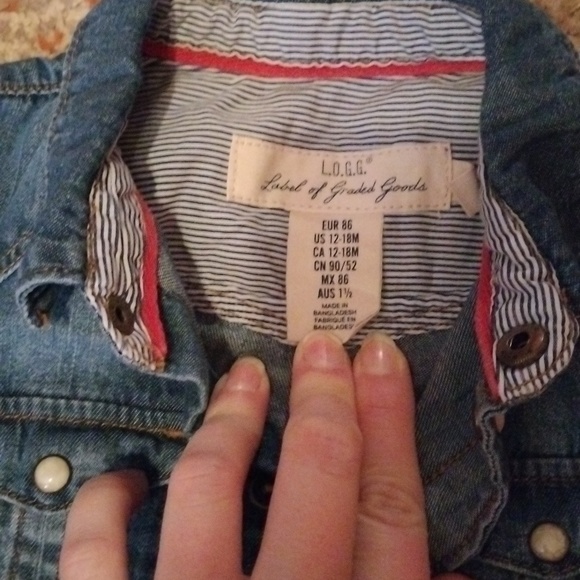 L.O.G.G.®
Label of Graded Goods
EUR 86
US 12-18M
CA 12-18M
CN 90/52
MX 86
AUS 1½
MADE IN
BANGLADESH
FABRIQUÉ EN
BANGLADESH